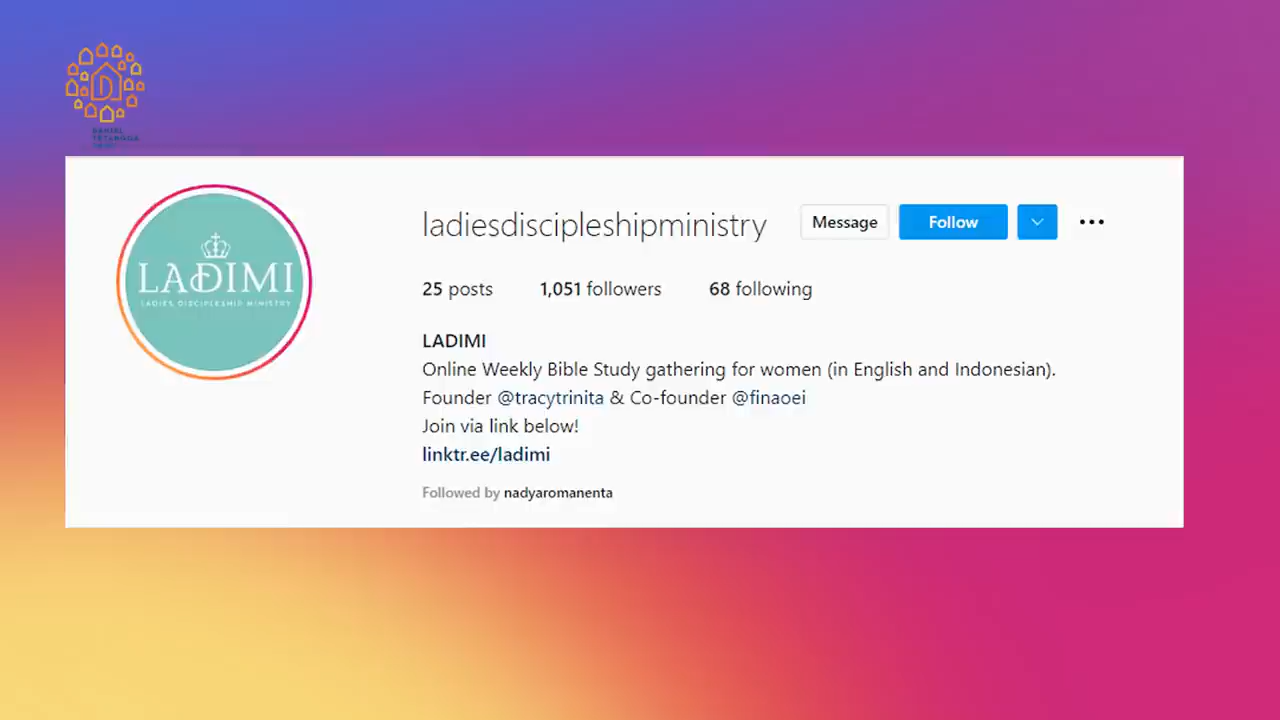 D
DANIEL
TETANGGA
LADIMI
LADIES DISCIPLESHIP MINISTRY
ladiesdiscipleshipministry
Message
Follow
25 posts
1,051 followers
68 following
LADIMI
Online Weekly Bible Study gathering for women (in English and Indonesian).
Founder @tracytrinita & Co-founder @finaoei
Join via link below!
linktr.ee/ladimi
Followed by nadyaromanenta